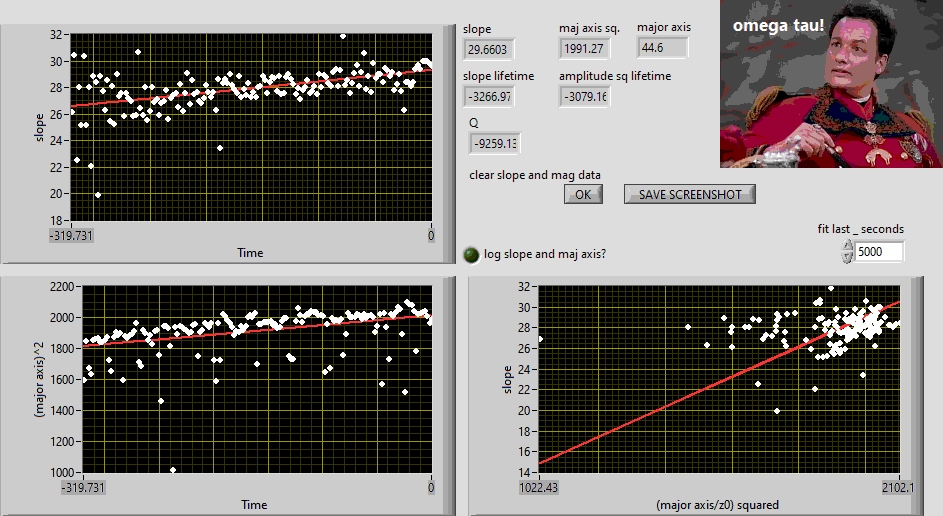 slope
maj axis sq.
major axis
29.6603
1991.27
44.6
slope lifetime
amplitude sq lifetime
-3266.97
-3079.16
Q
-9259.13
clear slope and mag data
OK
SAVE SCREENSHOT
log slope and maj axis?
fit last _ seconds
5000
omega tau!
32
30
28
26
24
22
20
18
slope
-319.731
0
Time
2200
2000
1800
1600
1400
1200
1000
(major axis)^2
-319.731
0
Time
32
30
28
26
24
22
20
18
16
14
slope
1022.43
2102.1
(major axis/z0) squared